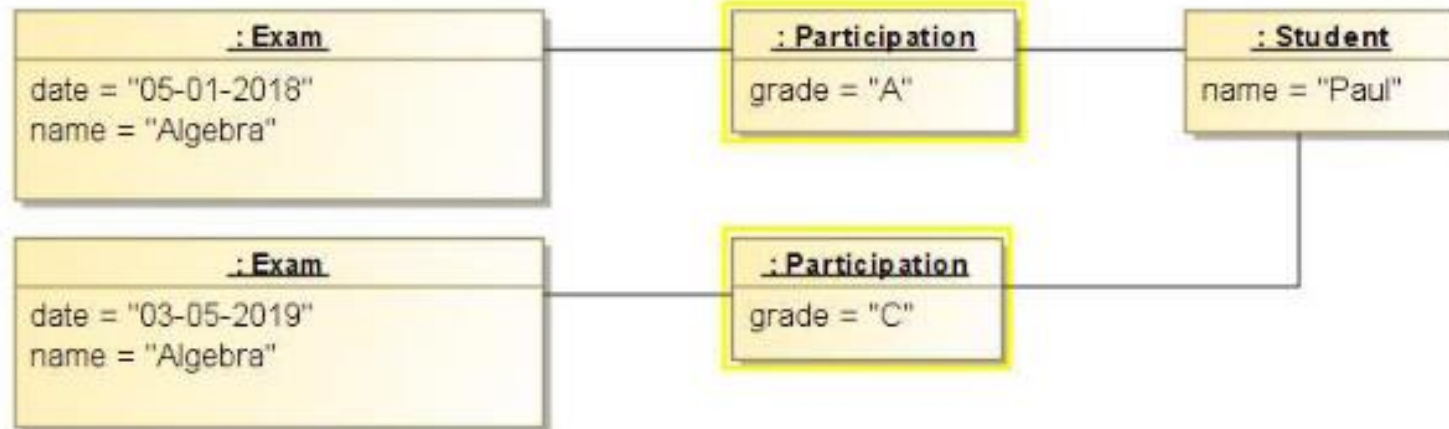 : Exam
date = "05-01-2018"
name = "Algebra"
: Participation
grade = "A"
: Student
name = "Paul"
: Exam
date = "03-05-2019"
name = "Algebra"
: Participation
grade = "C"